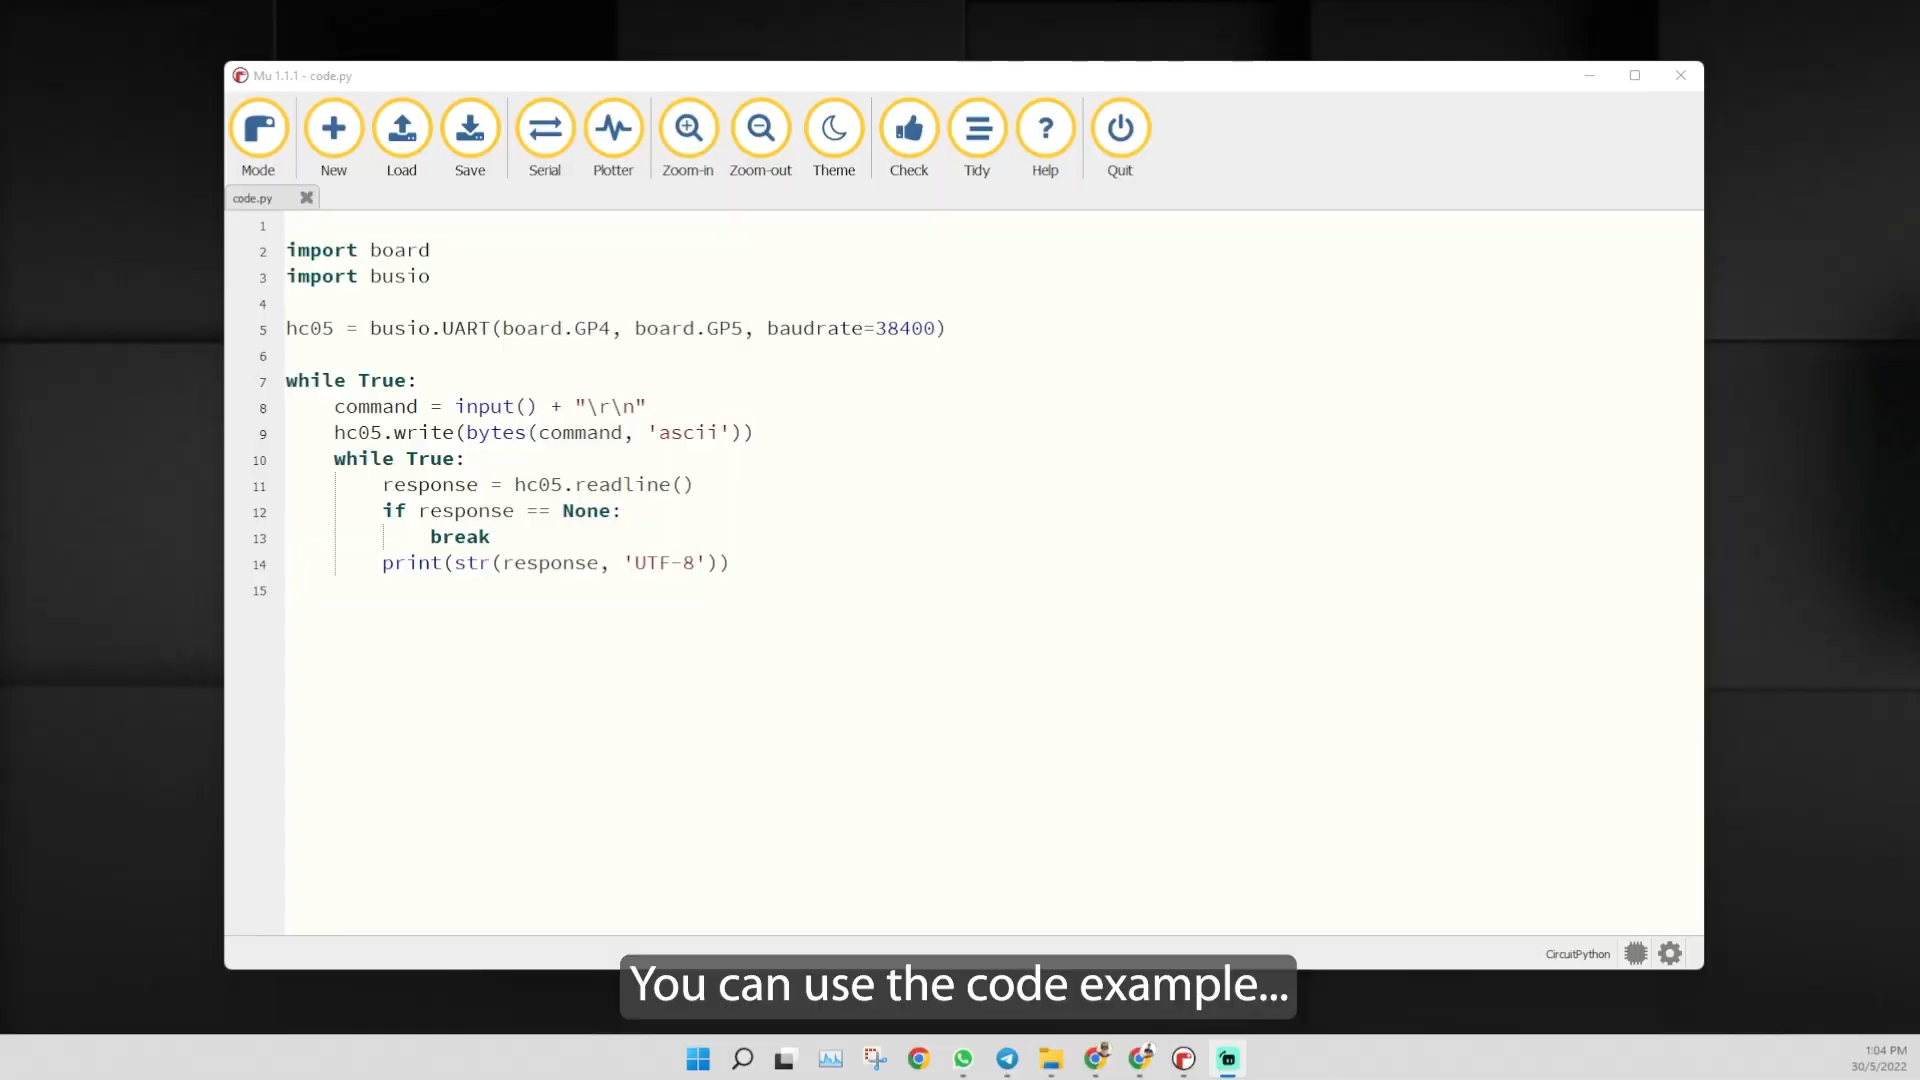 Mu 1.1.1 - code.py
Mode New Load Save Serial Plotter Zoom-in Zoom-out Theme Check Tidy Help Quit
code.py
1
2 import board
3 import busio
4
5 hc05 = busio.UART(board.GP4, board.GP5, baudrate=38400)
6
7 while True:
8     command = input() + "\r\n"
9     hc05.write(bytes(command, 'ascii'))
10     while True:
11         response = hc05.readline()
12         if response == None:
13             break
14         print(str(response, 'UTF-8'))
15
CircuitPython
You can use the code example...
1:04 PM
30/5/2022